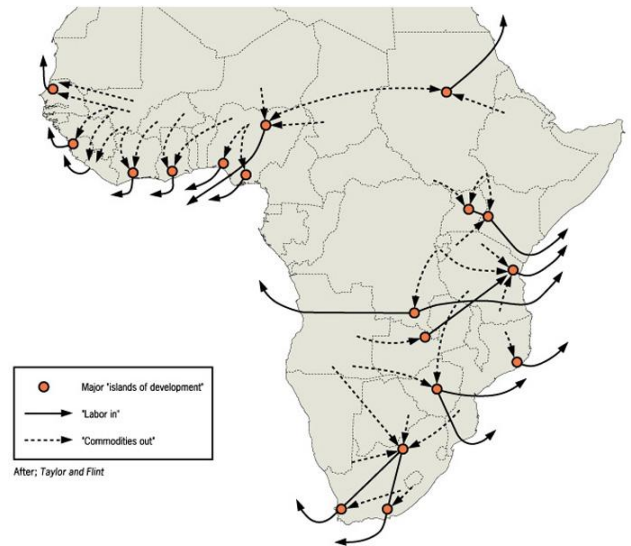 Major "islands of development"
"Labor in"
"Commodities out"
After; Taylor and Flint